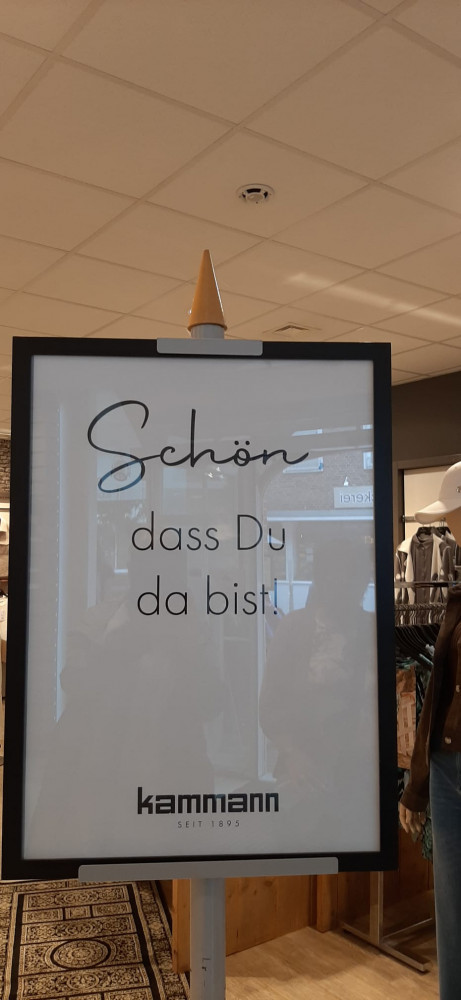 Schön
dass Du
da bist!
kammann
SEIT 1895